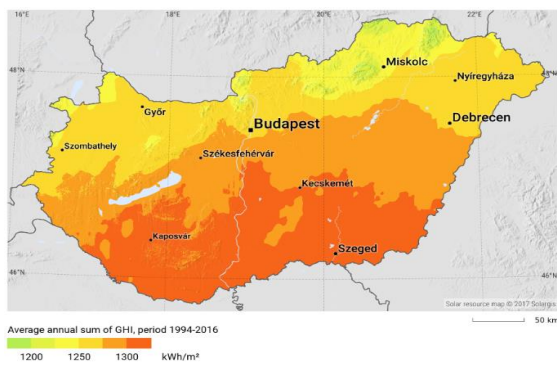 18°E
20°E
22°E
48°N
Miskolc
Nyíregyháza
48°N
Győr
Budapest
Debrecen
Szombathely
Székesfehérvár
Kecskemét
Kaposvár
Szeged
46°N
46°N
Solar resource map © 2017 Solargis
50 km
Average annual sum of GHI, period 1994-2016
1200 1250 1300 kWh/m²